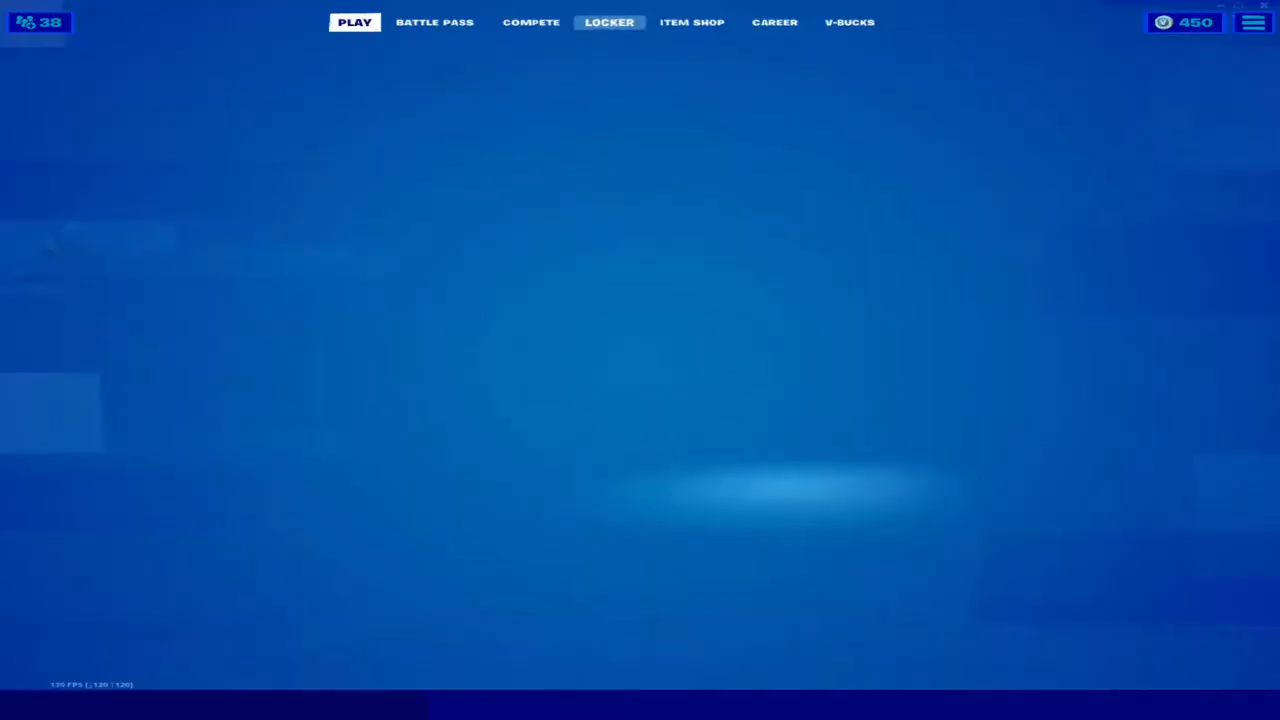 38
PLAY
BATTLE PASS
COMPETE
LOCKER
ITEM SHOP
CAREER
V-BUCKS
450